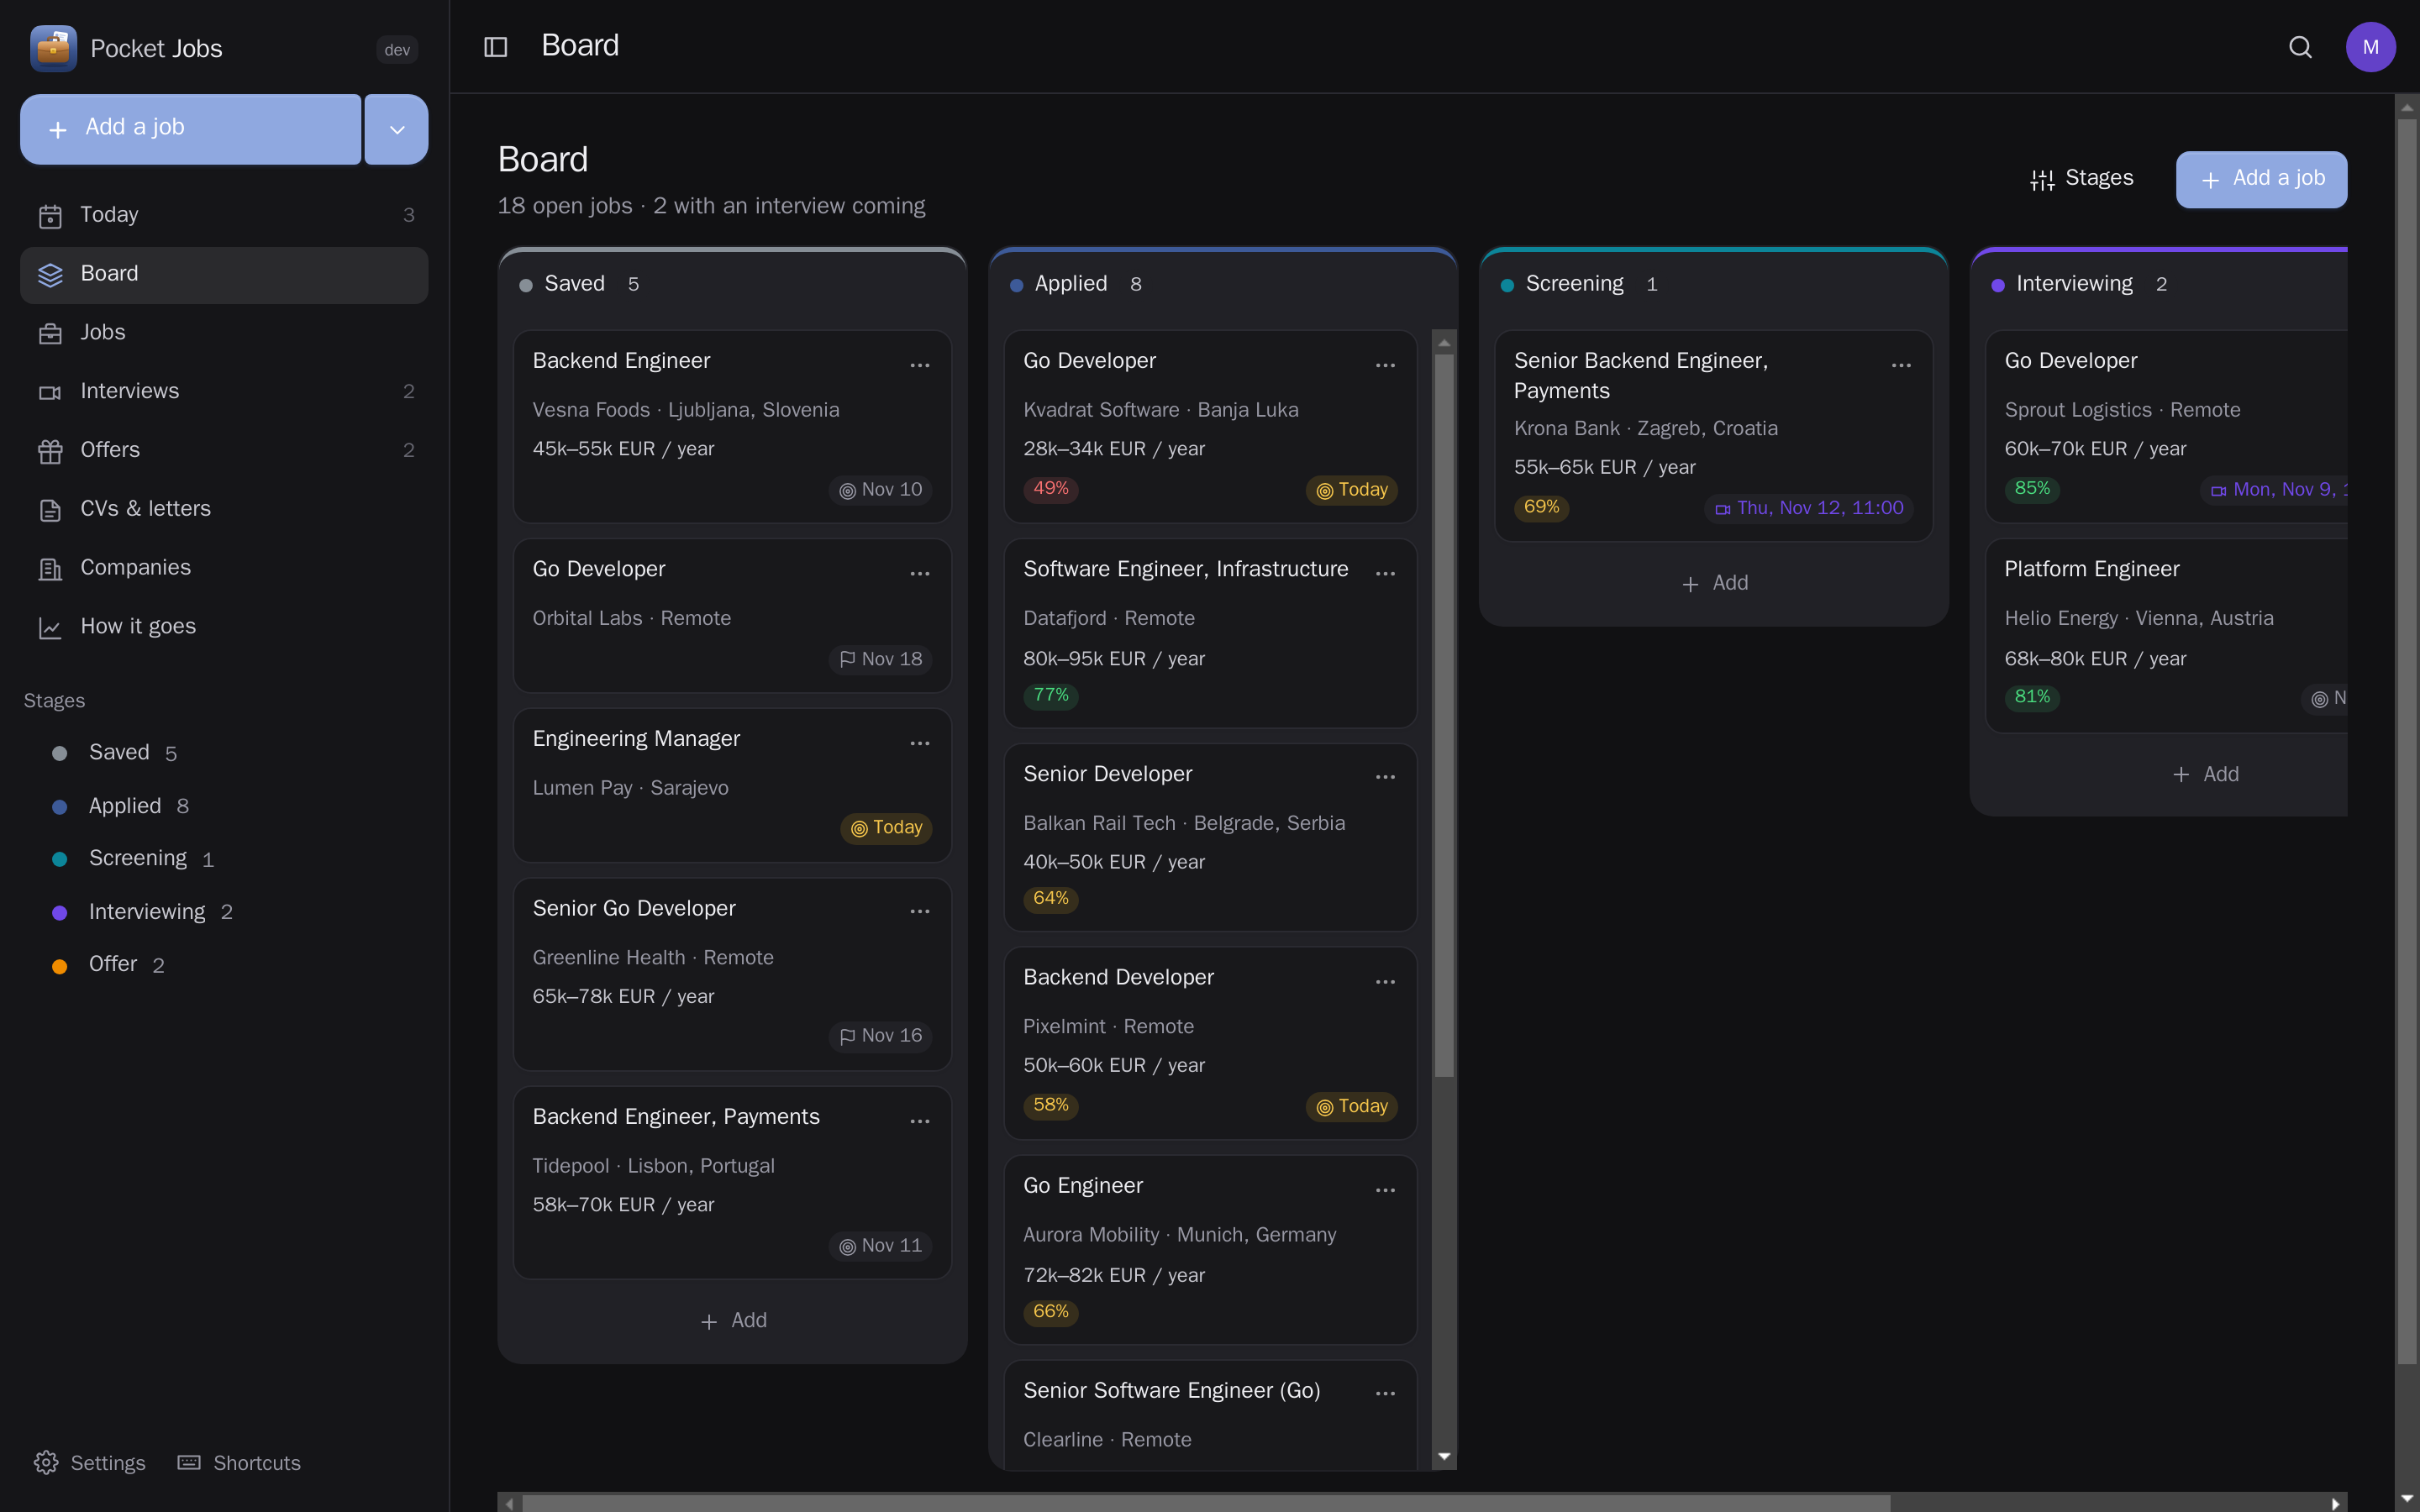 Pocket Jobs
dev
Add a job
Today 3
Board
Jobs
Interviews 2
Offers 2
CVs & letters
Companies
How it goes
Stages
Saved 5
Applied 8
Screening 1
Interviewing 2
Offer 2
Settings
Shortcuts
Board
M
Board
18 open jobs · 2 with an interview coming
Stages
Add a job
Saved 5
Backend Engineer
Vesna Foods · Ljubljana, Slovenia
45k–55k EUR / year
Nov 10
Go Developer
Orbital Labs · Remote
Nov 18
Engineering Manager
Lumen Pay · Sarajevo
Today
Senior Go Developer
Greenline Health · Remote
65k–78k EUR / year
Nov 16
Backend Engineer, Payments
Tidepool · Lisbon, Portugal
58k–70k EUR / year
Nov 11
Add
Applied 8
Go Developer
Kvadrat Software · Banja Luka
28k–34k EUR / year
49% Today
Software Engineer, Infrastructure
Datafjord · Remote
80k–95k EUR / year
77%
Senior Developer
Balkan Rail Tech · Belgrade, Serbia
40k–50k EUR / year
64%
Backend Developer
Pixelmint · Remote
50k–60k EUR / year
58% Today
Go Engineer
Aurora Mobility · Munich, Germany
72k–82k EUR / year
66%
Senior Software Engineer (Go)
Clearline · Remote
Screening 1
Senior Backend Engineer,
Payments
Krona Bank · Zagreb, Croatia
55k–65k EUR / year
69% Thu, Nov 12, 11:00
Add
Interviewing 2
Go Developer
Sprout Logistics · Remote
60k–70k EUR / year
85% Mon, Nov 9,
Platform Engineer
Helio Energy · Vienna, Austria
68k–80k EUR / year
81%
Add